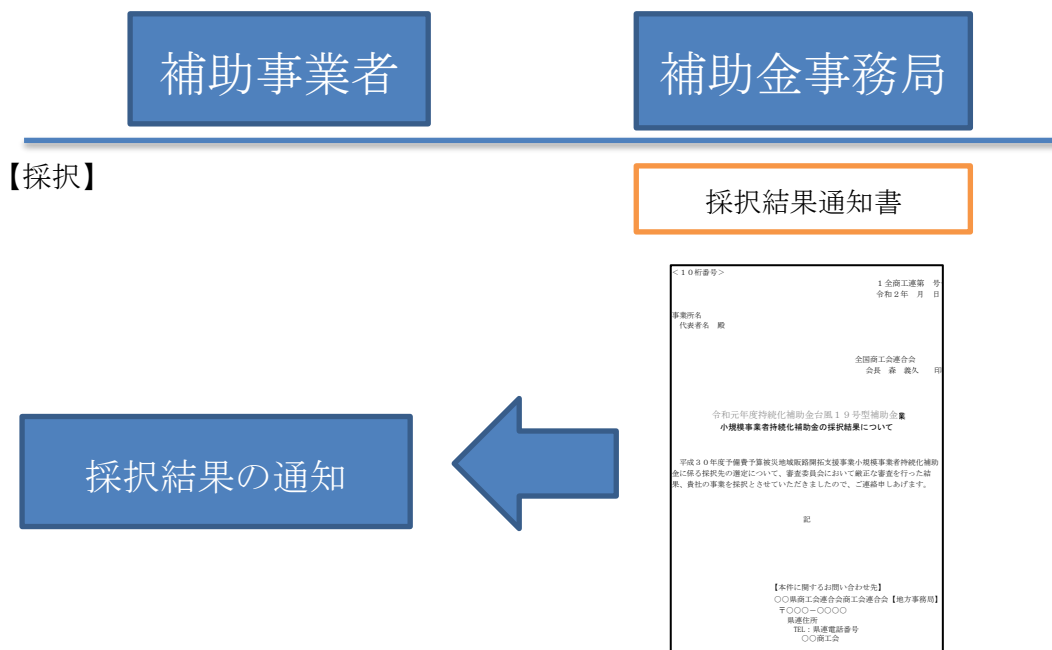 補助事業者
補助金事務局
【採択】
採択結果通知書
採択結果の通知
＜１０桁番号＞
１全商工連第　号
令和２年　月　日
事業所名
代表者名　殿
全国商工会連合会
会長　森　義久　印
令和元年度持続化補助金台風１９号型補助金業
小規模事業者持続化補助金の採択結果について
平成３０年度予備費予算被災地域販路開拓支援事業小規模事業者持続化補助
金に係る採択先の選定について、審査委員会において厳正な審査を行った結
果、貴社の事業を採択とさせていただきましたので、ご連絡申しあげます。
記
【本件に関するお問い合わせ先】
○○県商工会連合会商工会連合会【地方事務局】
〒○○○－○○○○
県連住所
TEL：県連電話番号
○○商工会